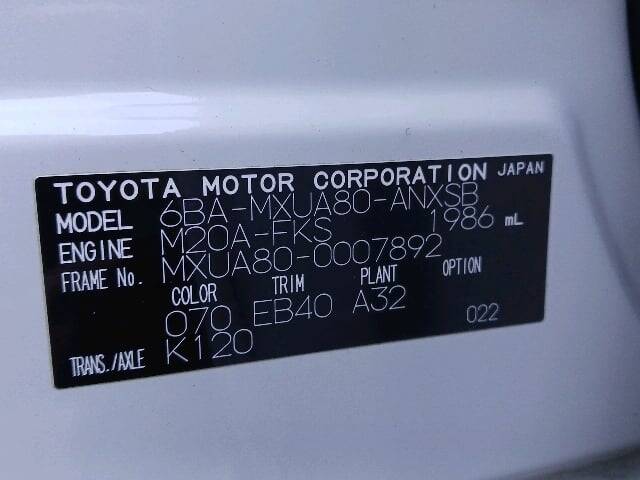 TOYOTA MOTOR CORPORATION JAPAN
MODEL 6BA-MXUA80-ANXSB
ENGINE M20A-FKS 1986 mL
FRAME No. MXUA80-0007892
COLOR TRIM PLANT OPTION
070 EB40 A32 022
TRANS./AXLE K120